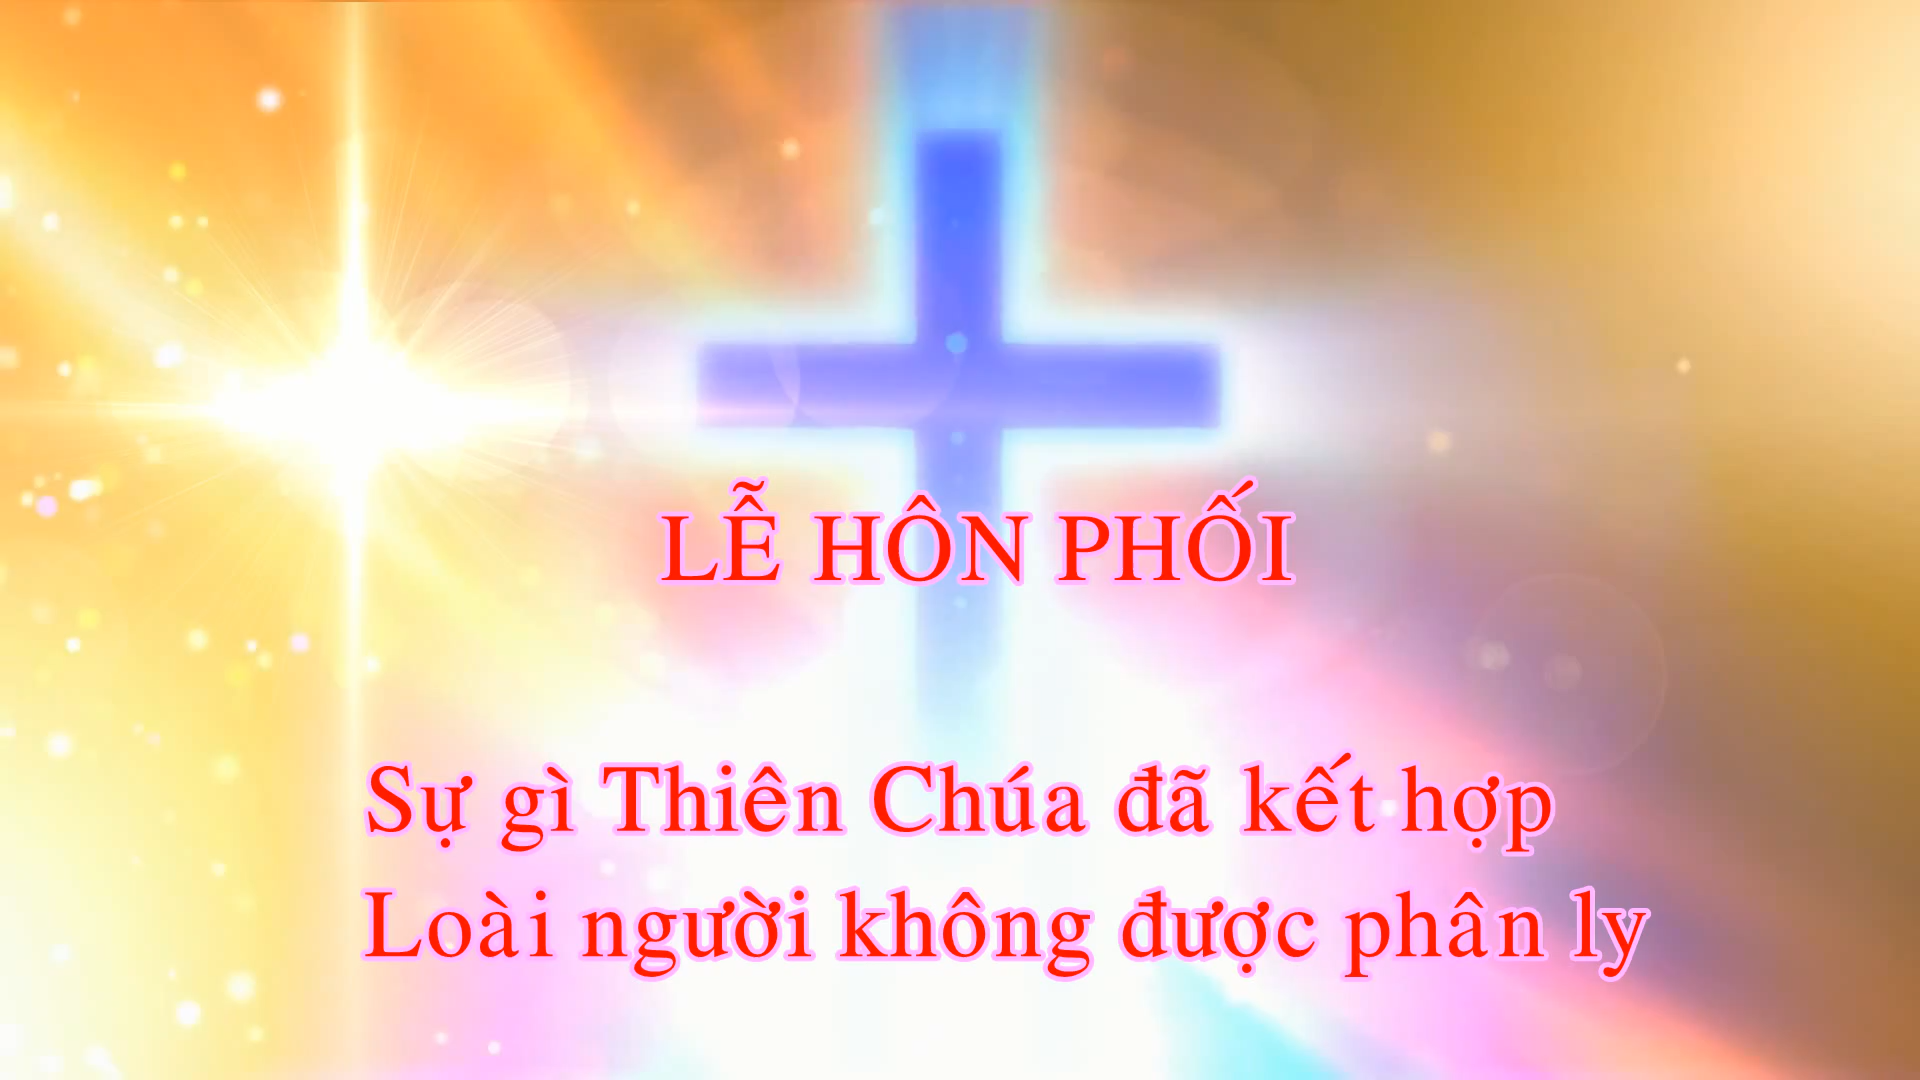 LỄ HÔN PHỐI
Sự gì Thiên Chúa đã kết hợp
Loài người không được phân ly